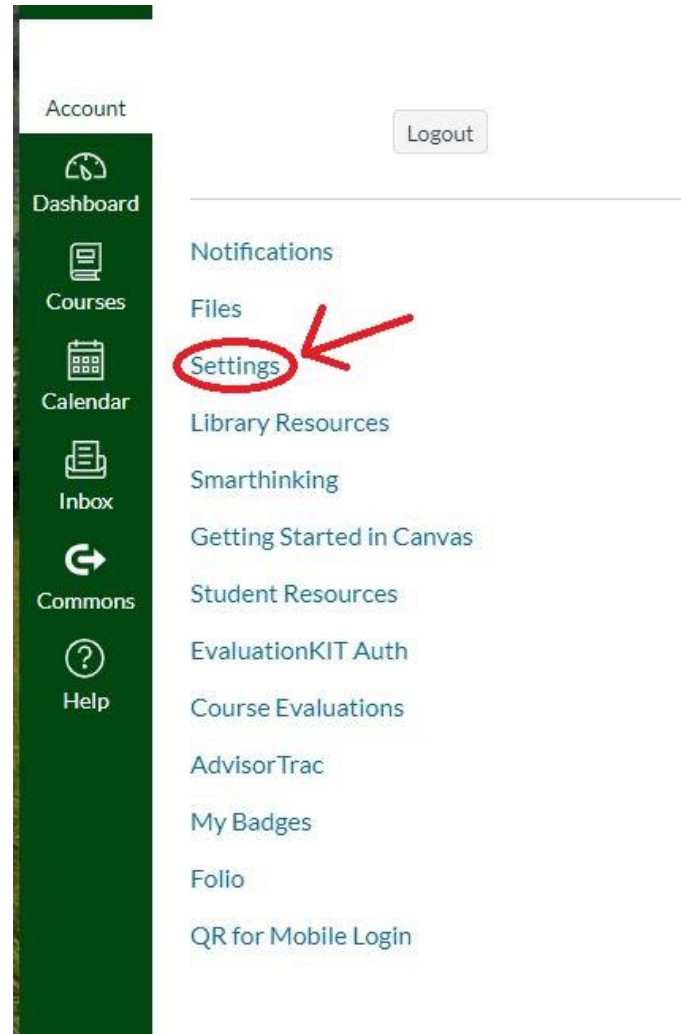 Account
Dashboard
Courses
Calendar
Inbox
Commons
Help
Logout
Notifications
Files
Settings
Library Resources
Smarthinking
Getting Started in Canvas
Student Resources
EvaluationKIT Auth
Course Evaluations
AdvisorTrac
My Badges
Folio
QR for Mobile Login